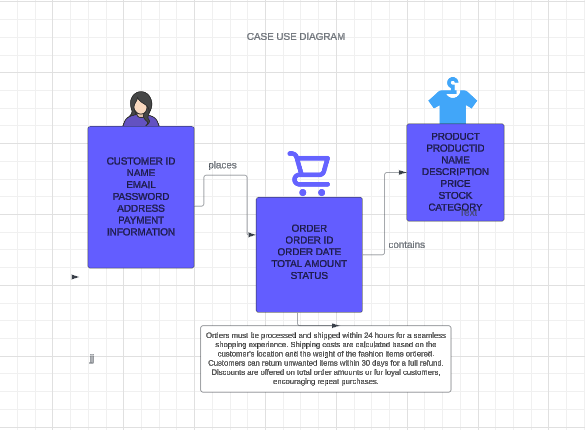 CASE USE DIAGRAM
CUSTOMER ID
NAME
EMAIL
PASSWORD
ADDRESS
PAYMENT
INFORMATION
places
ORDER
ORDER ID
ORDER DATE
TOTAL AMOUNT
STATUS
contains
PRODUCT
PRODUCTID
NAME
DESCRIPTION
PRICE
STOCK
CATEGORY
Text
Orders must be processed and shipped within 24 hours for a seamless
shopping experience. Shipping costs are calculated based on the
customer's location and the weight of the fashion items ordered.
Customers can return unwanted items within 30 days for a full refund.
Discounts are offered on total order amounts or for loyal customers,
encouraging repeat purchases.
jj